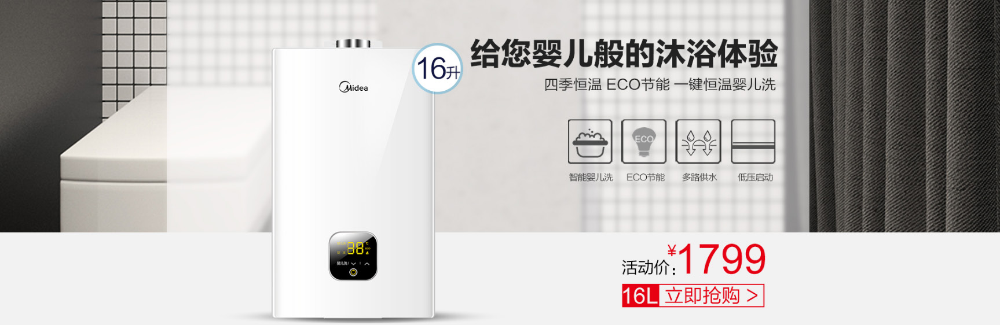 16升
给您婴儿般的沐浴体验
四季恒温 ECO节能 一键恒温婴儿洗
Midea
ECO
智能婴儿洗 ECO节能 多路供水 低压启动
38 ℃
eco
婴儿洗
活动价: ¥1799
16L 立即抢购 >